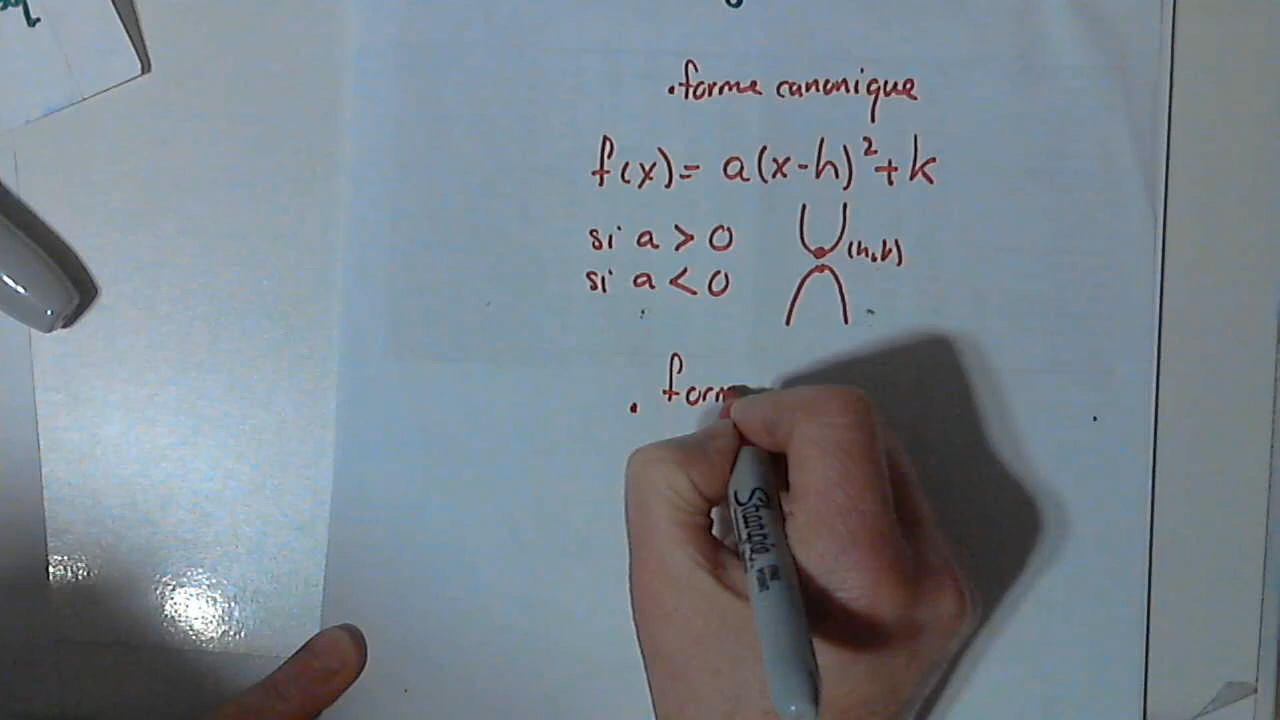 .forme canonique
f(x)= a(x-h)²+k
si a > 0
(h,k)
si a < 0
. form
Sharpie